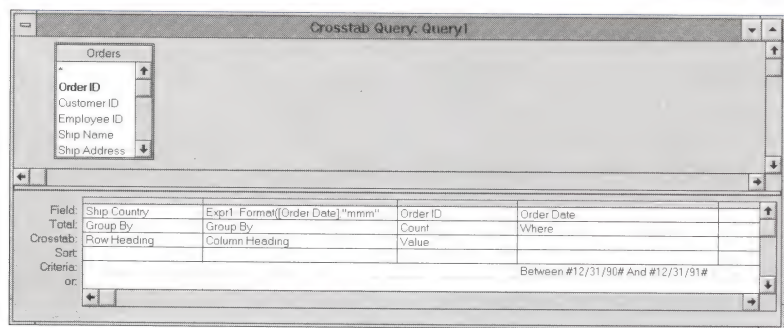 Crosstab Query: Query1
Orders
*
Order ID
Customer ID
Employee ID
Ship Name
Ship Address
Field: Ship Country Expr1 Format([Order Date],"mmm" Order ID Order Date
Total: Group By Group By Count Where
Crosstab: Row Heading Column Heading Value
Sort:
Criteria: Between #12/31/90# And #12/31/91#
or: